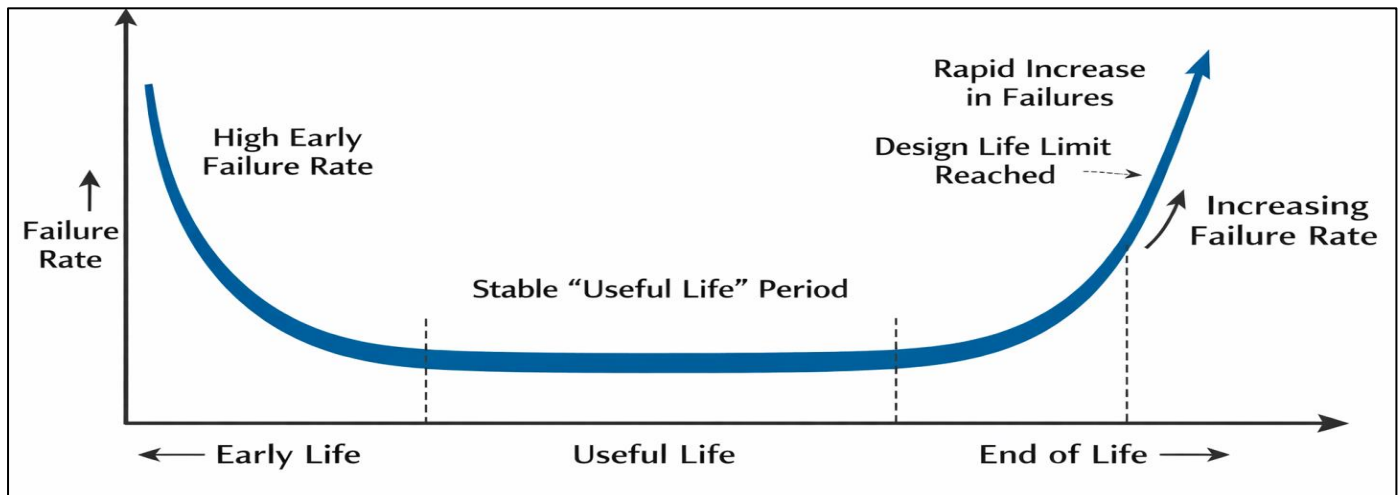 High Early
Failure Rate
Failure
Rate
Stable “Useful Life” Period
Rapid Increase
in Failures
Design Life Limit
Reached
Increasing
Failure Rate
Early Life
Useful Life
End of Life